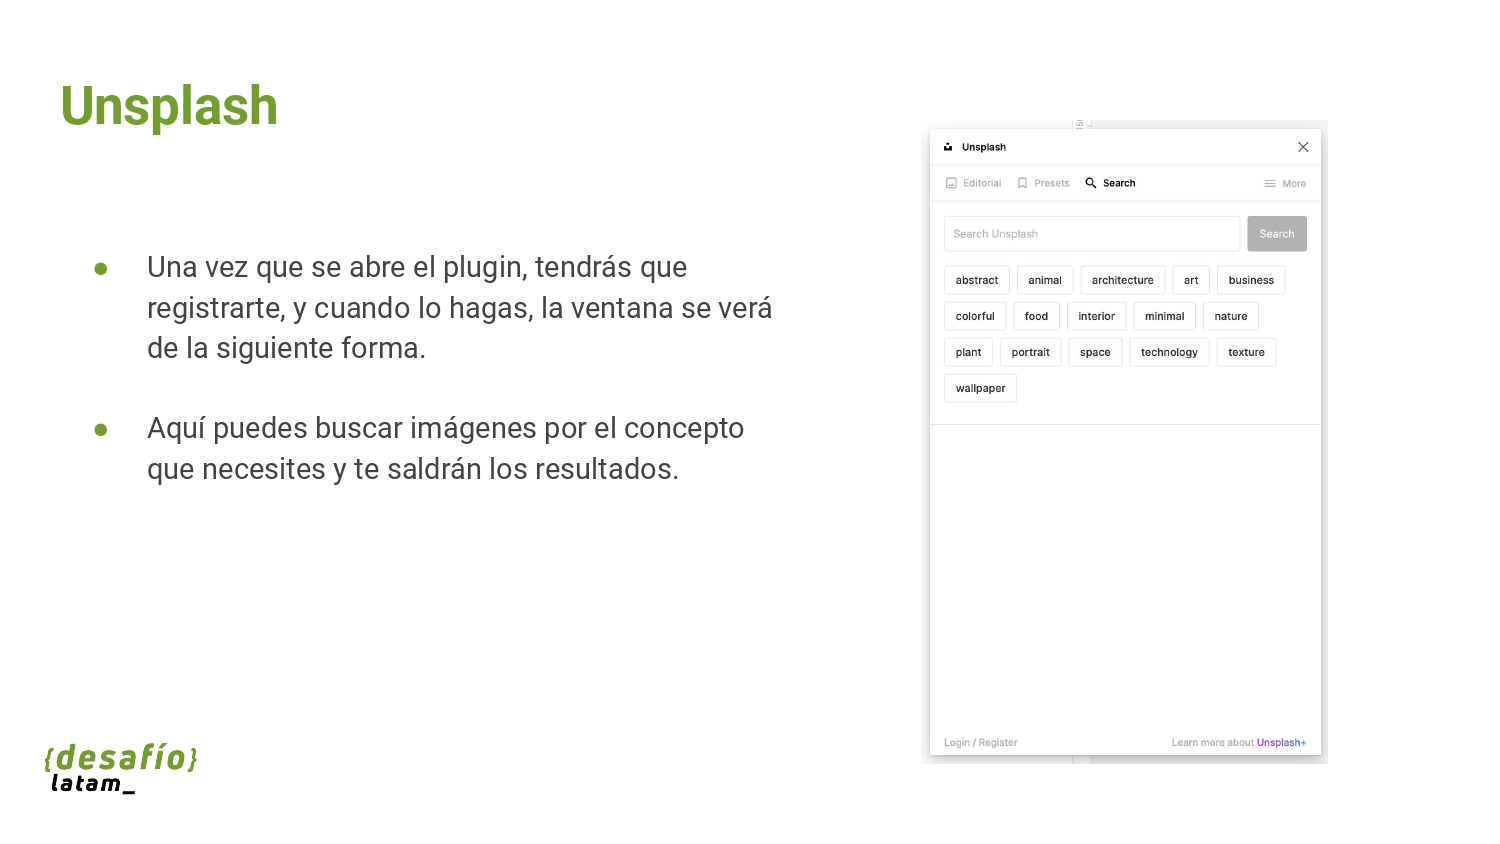 Unsplash
● Una vez que se abre el plugin, tendrás que
registrarte, y cuando lo hagas, la ventana se verá
de la siguiente forma.
● Aquí puedes buscar imágenes por el concepto
que necesites y te saldrán los resultados.
Unsplash
Editorial Presets Search More
Search Unsplash Search
abstract animal architecture art business
colorful food interior minimal nature
plant portrait space technology texture
wallpaper
Login / Register Learn more about Unsplash+
{desafío}
latam_